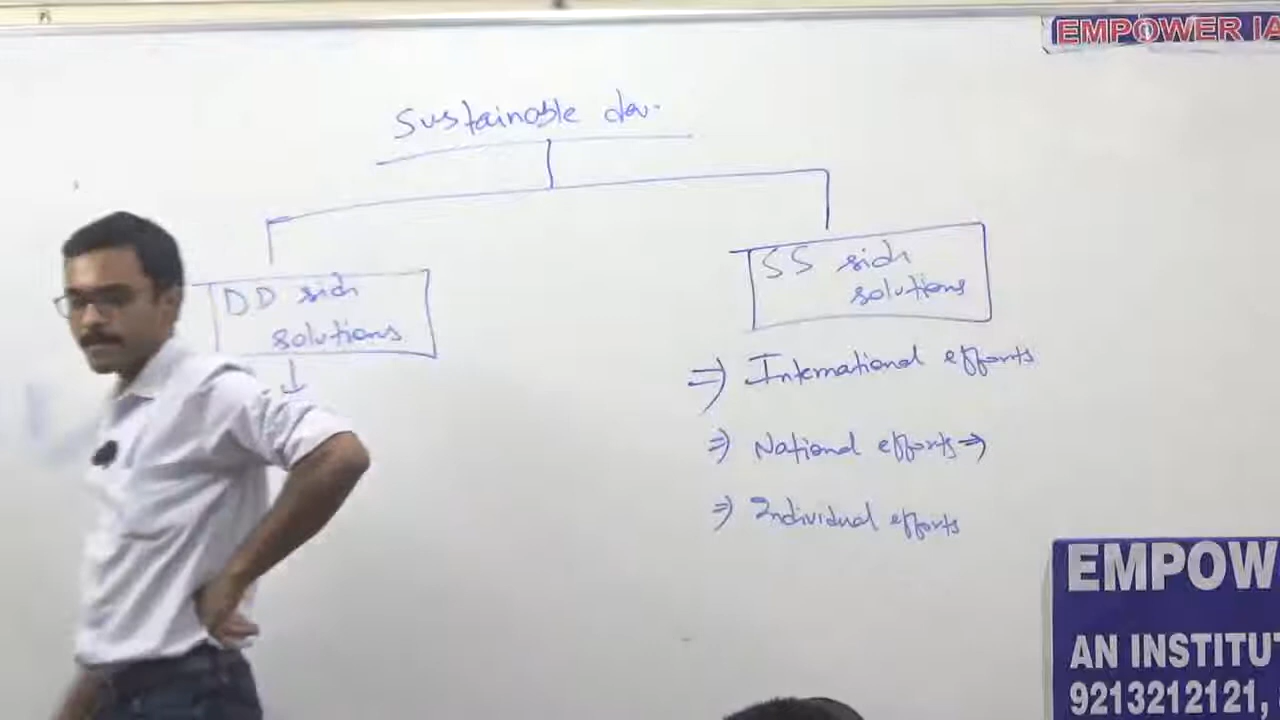 EMPOWER IA
Sustainable dev.
DD side
solutions
SS side
solutions
⇒ International efforts
⇒ National efforts →
⇒ Individual efforts
EMPOW
AN INSTITUT
9213212121,